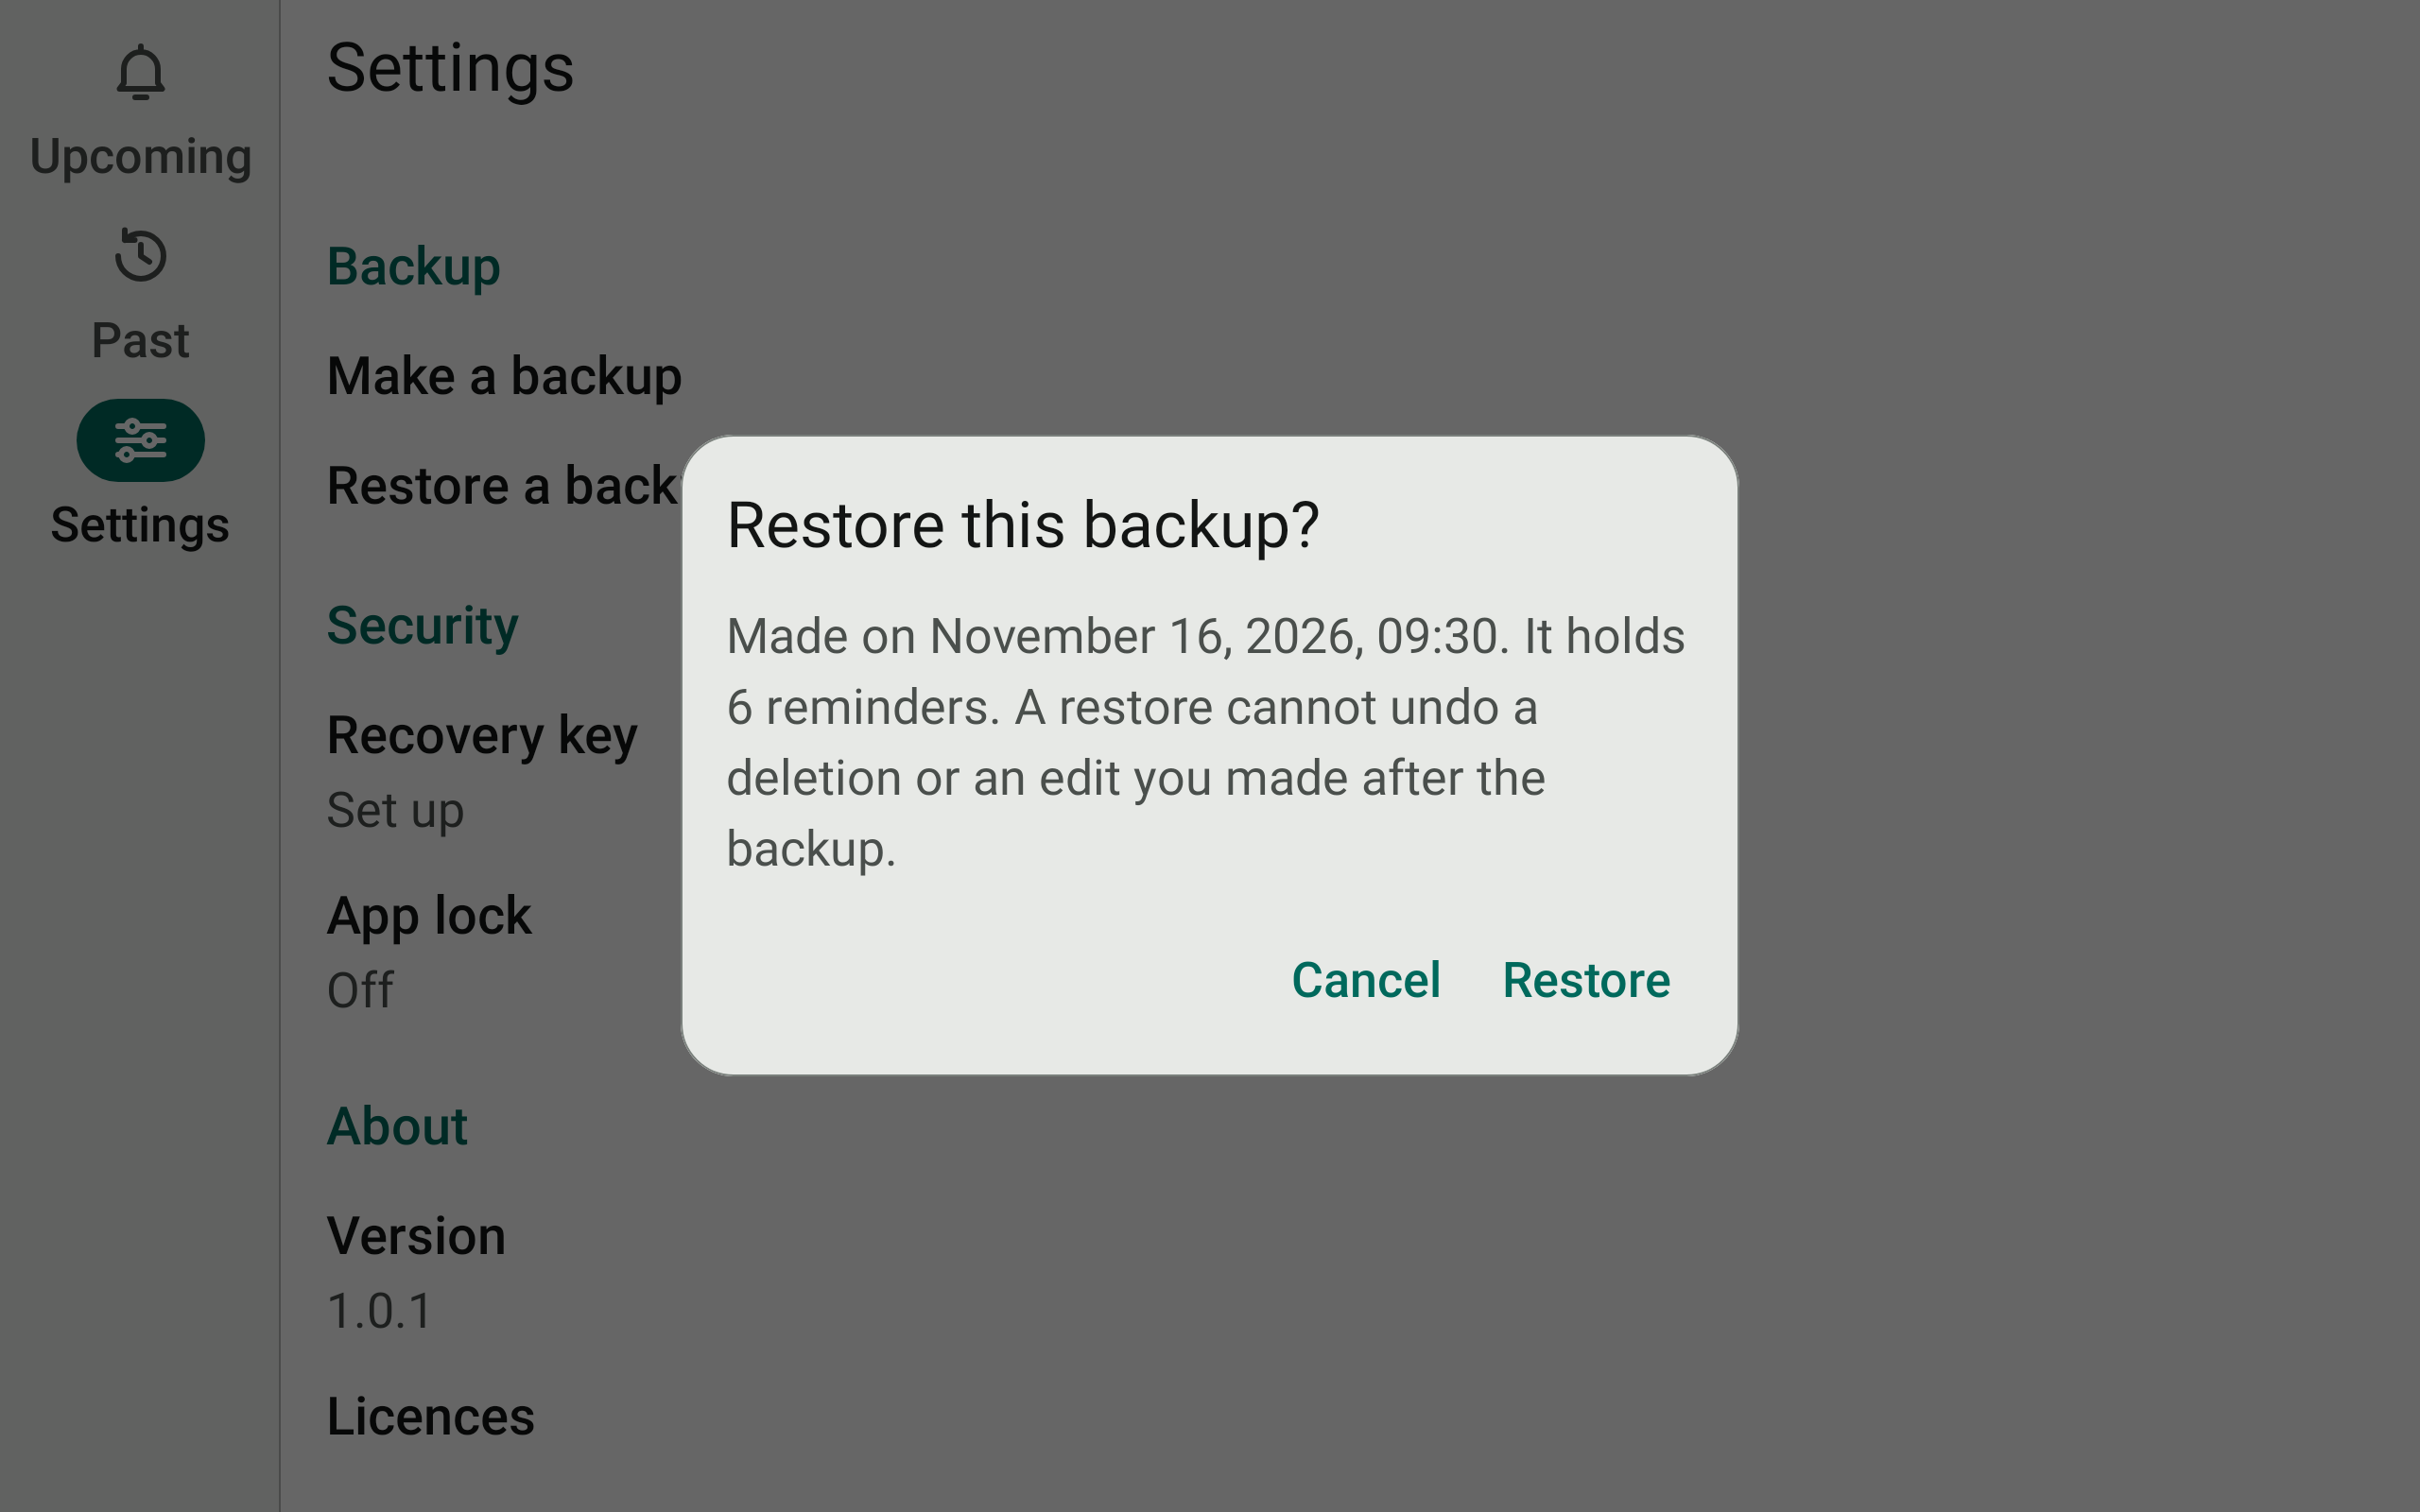 Settings
Upcoming
Past
Settings
Backup
Make a backup
Restore a back
Security
Recovery key
Set up
App lock
Off
About
Version
1.0.1
Licences
Restore this backup?
Made on November 16, 2026, 09:30. It holds
6 reminders. A restore cannot undo a
deletion or an edit you made after the
backup.
Cancel
Restore